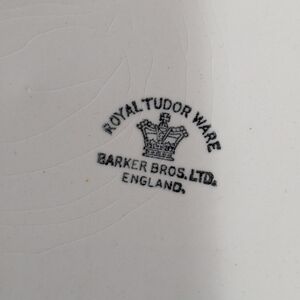 ROYAL TUDOR WARE
BARKER BROS. LTD.
ENGLAND.